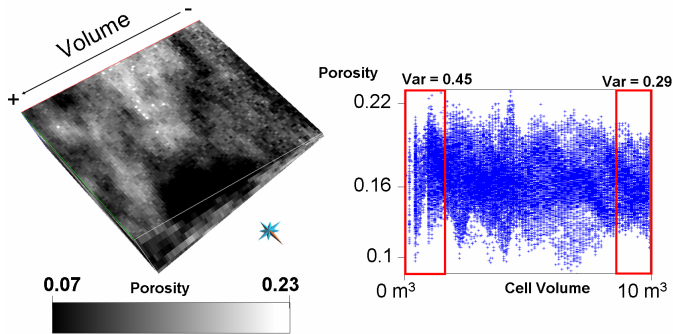 -
Volume
+
Porosity
Var = 0.45
Var = 0.29
0.22
0.16
0.1
0 m³
Cell Volume
10 m³
0.07
Porosity
0.23